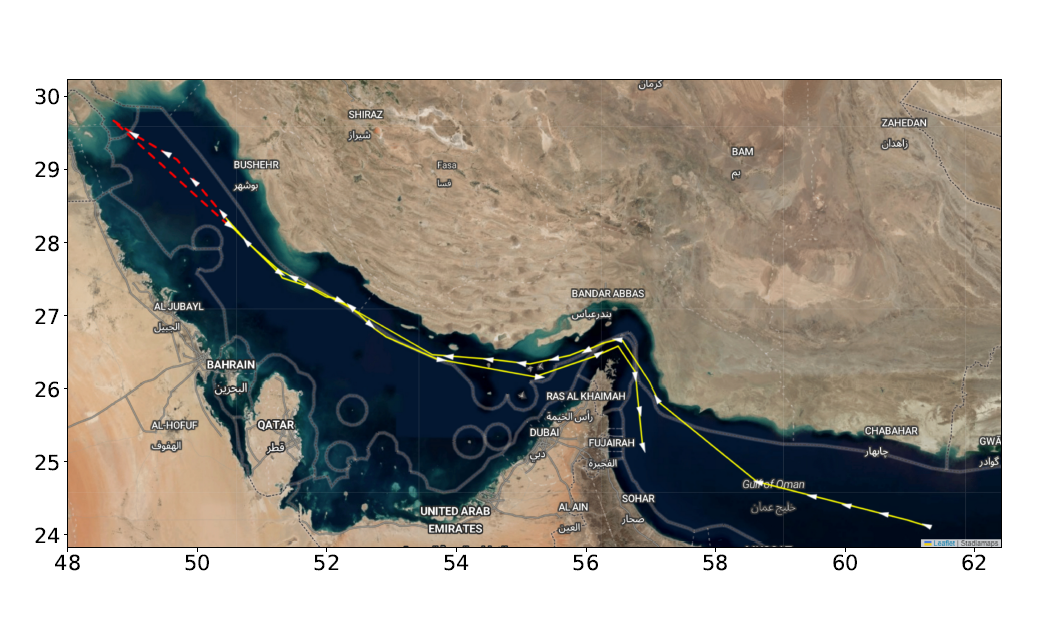 30
29
28
27
26
25
24
48
50
52
54
56
58
60
62
كرمان
SHIRAZ
شیراز
ZAHEDAN
زاهدان
BAM
بم
Fasa
فسا
BUSHEHR
بوشهر
AL JUBAYL
الجبيل
BANDAR ABBAS
بندرعباس
BAHRAIN
البحرين
RAS AL KHAIMAH
رأس الخيمة
AL-HOFUF
الهفوف
QATAR
قطر
DUBAI
دبي
FUJAIRAH
الفجيرة
CHABAHAR
چابهار
GWĀ
گوادر
Gulf of Oman
خليج عمان
SOHAR
صحار
UNITED ARAB
EMIRATES
AL AIN
العين
Leaflet | Stadiamaps